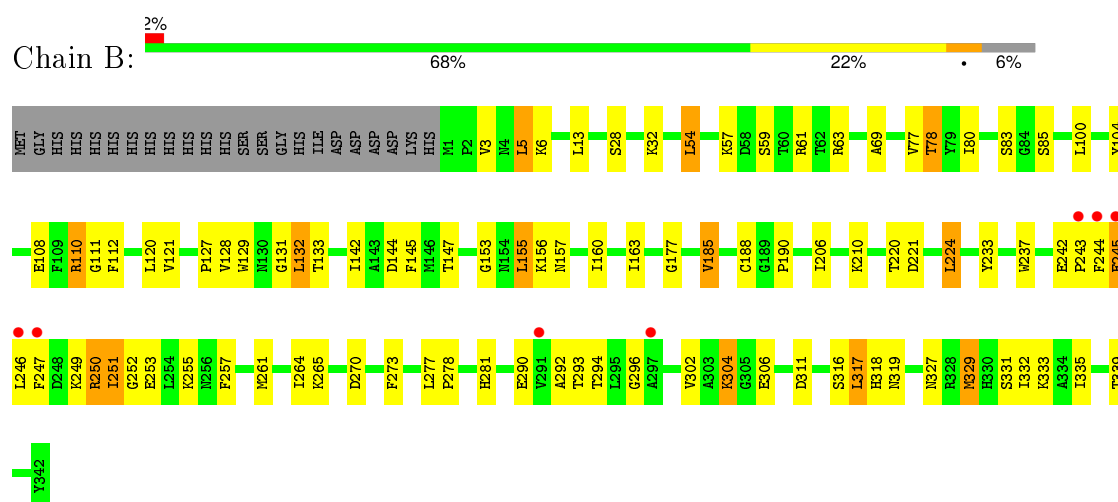 2%
Chain B:
68% 22% • 6%
MET GLY HIS HIS HIS HIS HIS HIS HIS HIS HIS HIS SER SER GLY HIS ILE ASP ASP ASP ASP LYS HIS M1 P2 V3 N4 L5 K6 L13 S28 K32 L54 K57 D58 S59 T60 R61 T62 R63 A69 V77 T78 Y79 I80 S83 G84 S85 L100 Y104
E108 F109 R110 G111 F112 L120 V121 P127 V128 W129 N130 G131 L132 T133 I142 A143 D144 F145 M146 T147 G153 N154 L155 K156 N157 I160 I163 G177 V185 C188 G189 P190 I206 K210 T220 D221 L224 Y233 W237 E242 P243 F244 E245
L246 F247 D248 K249 R250 I251 G252 E253 L254 K255 N256 F257 M261 I264 K265 D270 F273 L277 P278 H281 E290 V291 A292 T293 T294 L295 G296 A297 V302 A303 K304 G305 E306 D311 S316 L317 H318 N319 N327 R328 M329 H330 S331 I332 K333 A334 I335 T339
Y342